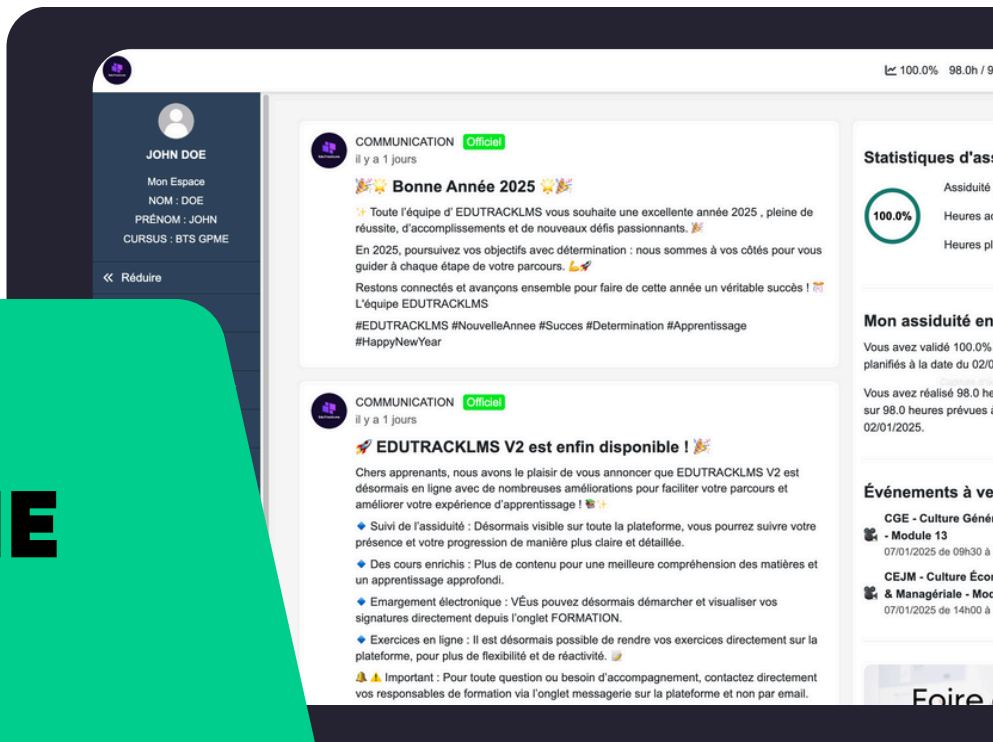 100.0% 98.0h / 9
JOHN DOE
Mon Espace
NOM : DOE
PRÉNOM : JOHN
CURSUS : BTS GPME
« Réduire
COMMUNICATION Officiel
il y a 1 jours
🎉🌟 Bonne Année 2025 🌟🎉
✨ Toute l'équipe d' EDUTRACKLMS vous souhaite une excellente année 2025 , pleine de
réussite, d'accomplissements et de nouveaux défis passionnants. 🎉
En 2025, poursuivez vos objectifs avec détermination : nous sommes à vos côtés pour vous
guider à chaque étape de votre parcours. 💪🚀
Restons connectés et avançons ensemble pour faire de cette année un véritable succès ! 🎊
L'équipe EDUTRACKLMS
#EDUTRACKLMS #NouvelleAnnee #Succes #Determination #Apprentissage
#HappyNewYear
COMMUNICATION Officiel
il y a 1 jours
🚀 EDUTRACKLMS V2 est enfin disponible ! 🎉
Chers apprenants, nous avons le plaisir de vous annoncer que EDUTRACKLMS V2 est
désormais en ligne avec de nombreuses améliorations pour faciliter votre parcours et
améliorer votre expérience d'apprentissage ! 📚✨
🔹 Suivi de l'assiduité : Désormais visible sur toute la plateforme, vous pourrez suivre votre
présence et votre progression de manière plus claire et détaillée.
🔹 Des cours enrichis : Plus de contenu pour une meilleure compréhension des matières et
un apprentissage approfondi.
🔹 Emargement électronique : VÉus pouvez désormais démarcher et visualiser vos
signatures directement depuis l'onglet FORMATION.
🔹 Exercices en ligne : Il est désormais possible de rendre vos exercices directement sur la
plateforme, pour plus de flexibilité et de réactivité. 📝
🔔 ⚠️ Important : Pour toute question ou besoin d'accompagnement, contactez directement
vos responsables de formation via l'onglet messagerie sur la plateforme et non par email.
Statistiques d'ass
100.0%
Assiduité
Heures ac
Heures pl
Mon assiduité en
Vous avez validé 100.0%
planifiés à la date du 02/0
Vous avez réalisé 98.0 he
sur 98.0 heures prévues à
02/01/2025.
Événements à ve
CGE - Culture Génér
- Module 13
07/01/2025 de 09h30 à
CEJM - Culture Écon
& Managériale - Mod
07/01/2025 de 14h00 à
Foire